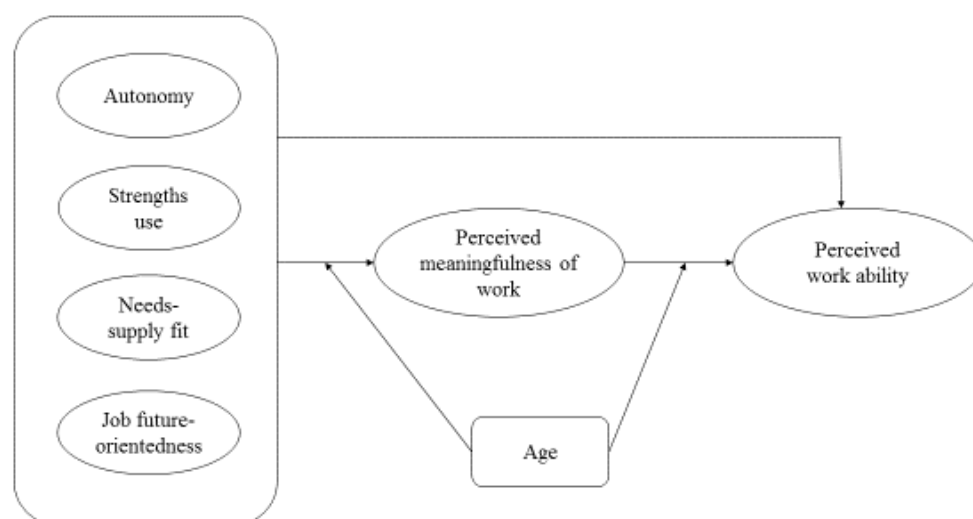 Autonomy
Strengths
use
Needs-
supply fit
Job future-
orientedness
Perceived
meaningfulness of
work
Perceived
work ability
Age